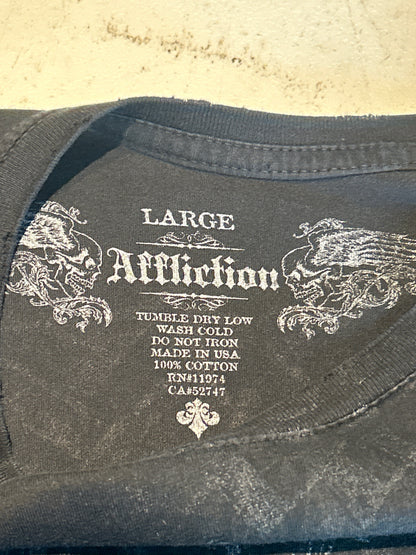 LARGE
Affliction
TUMBLE DRY LOW
WASH COLD
DO NOT IRON
MADE IN USA
100% COTTON
RN#11974
CA#52747